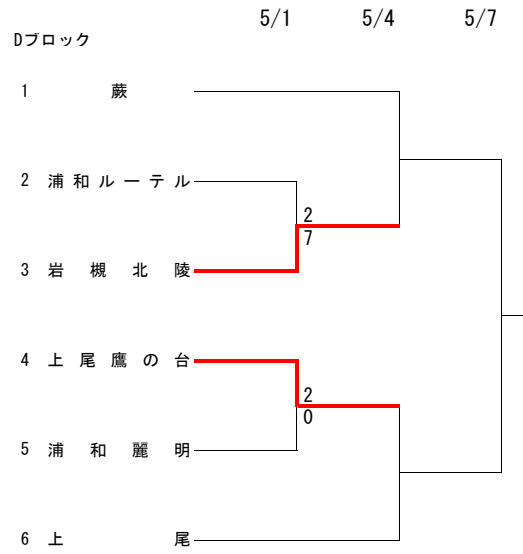 5/1 5/4 5/7
Dブロック
1 蕨
2 浦和ルーテル
2
7
3 岩槻北陵
4 上尾鷹の台
2
0
5 浦和麗明
6 上尾